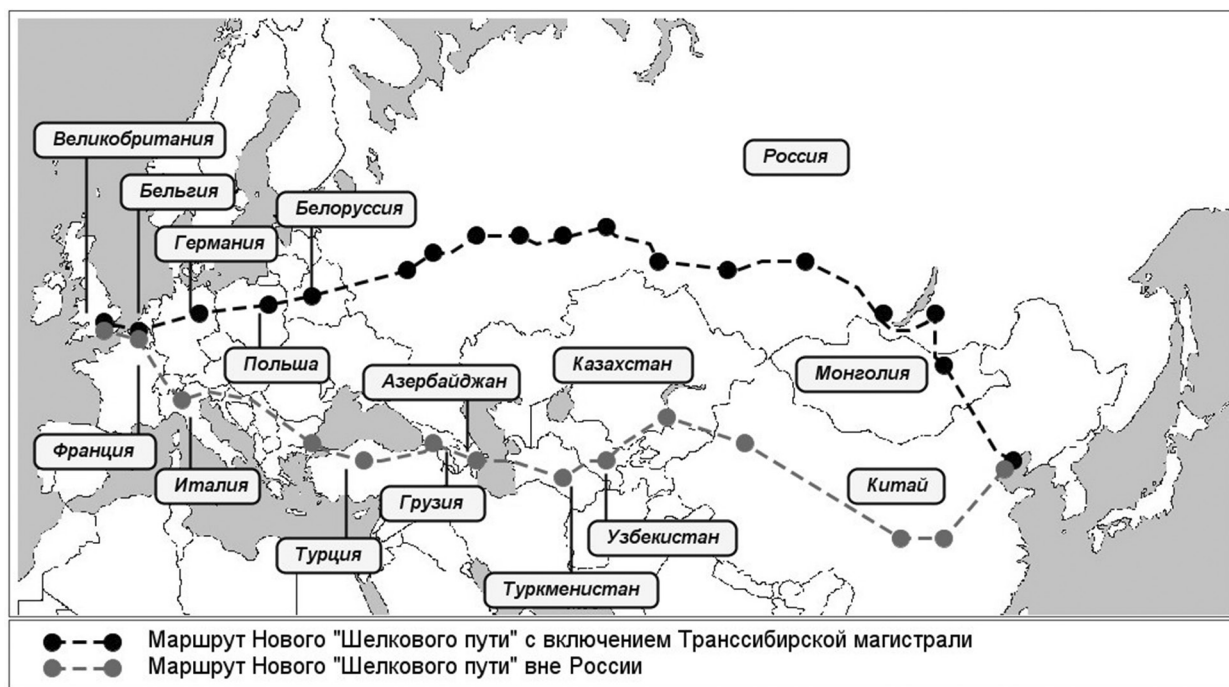 Россия
Великобритания
Бельгия
Белоруссия
Германия
Польша
Азербайджан
Казахстан
Монголия
Франция
Италия
Грузия
Китай
Турция
Узбекистан
Туркменистан
Маршрут Нового "Шелкового пути" с включением Транссибирской магистрали
Маршрут Нового "Шелкового пути" вне России